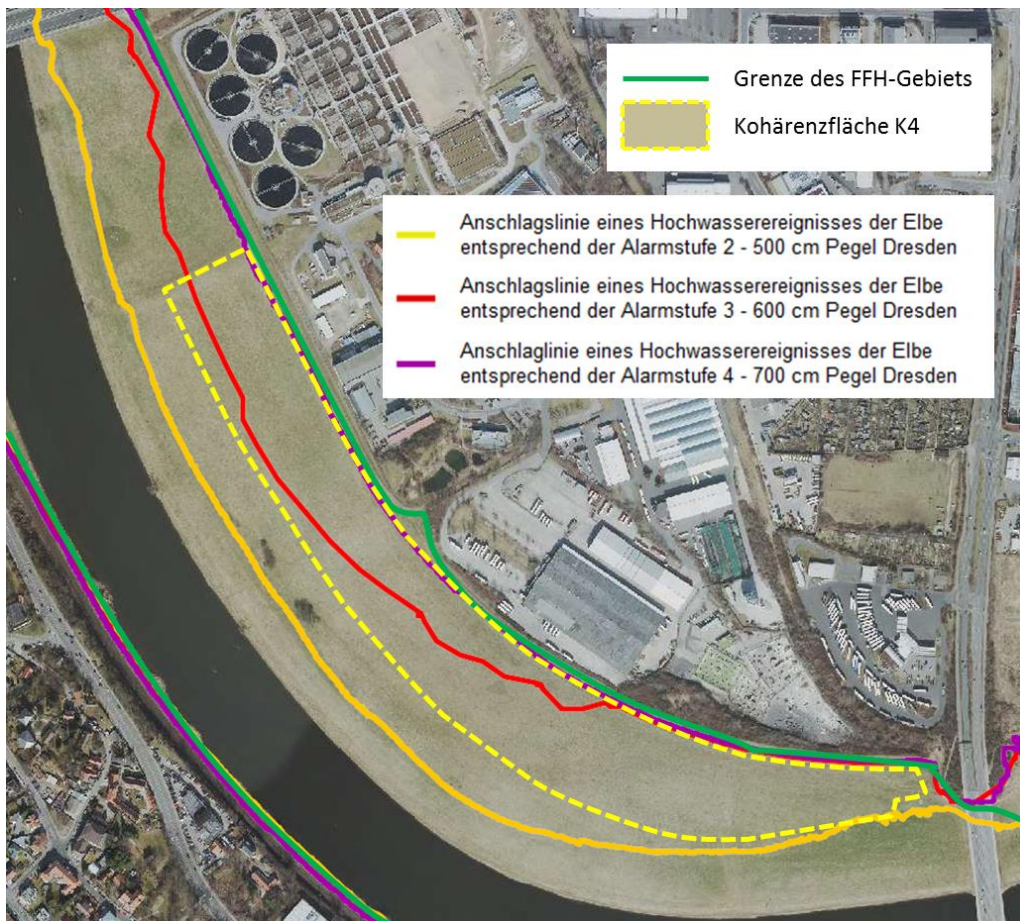 Grenze des FFH-Gebiets
Kohärenzfläche K4
Anschlagslinie eines Hochwasserereignisses der Elbe
entsprechend der Alarmstufe 2 - 500 cm Pegel Dresden
Anschlagslinie eines Hochwasserereignisses der Elbe
entsprechend der Alarmstufe 3 - 600 cm Pegel Dresden
Anschlaglinie eines Hochwasserereignisses der Elbe
entsprechend der Alarmstufe 4 - 700 cm Pegel Dresden